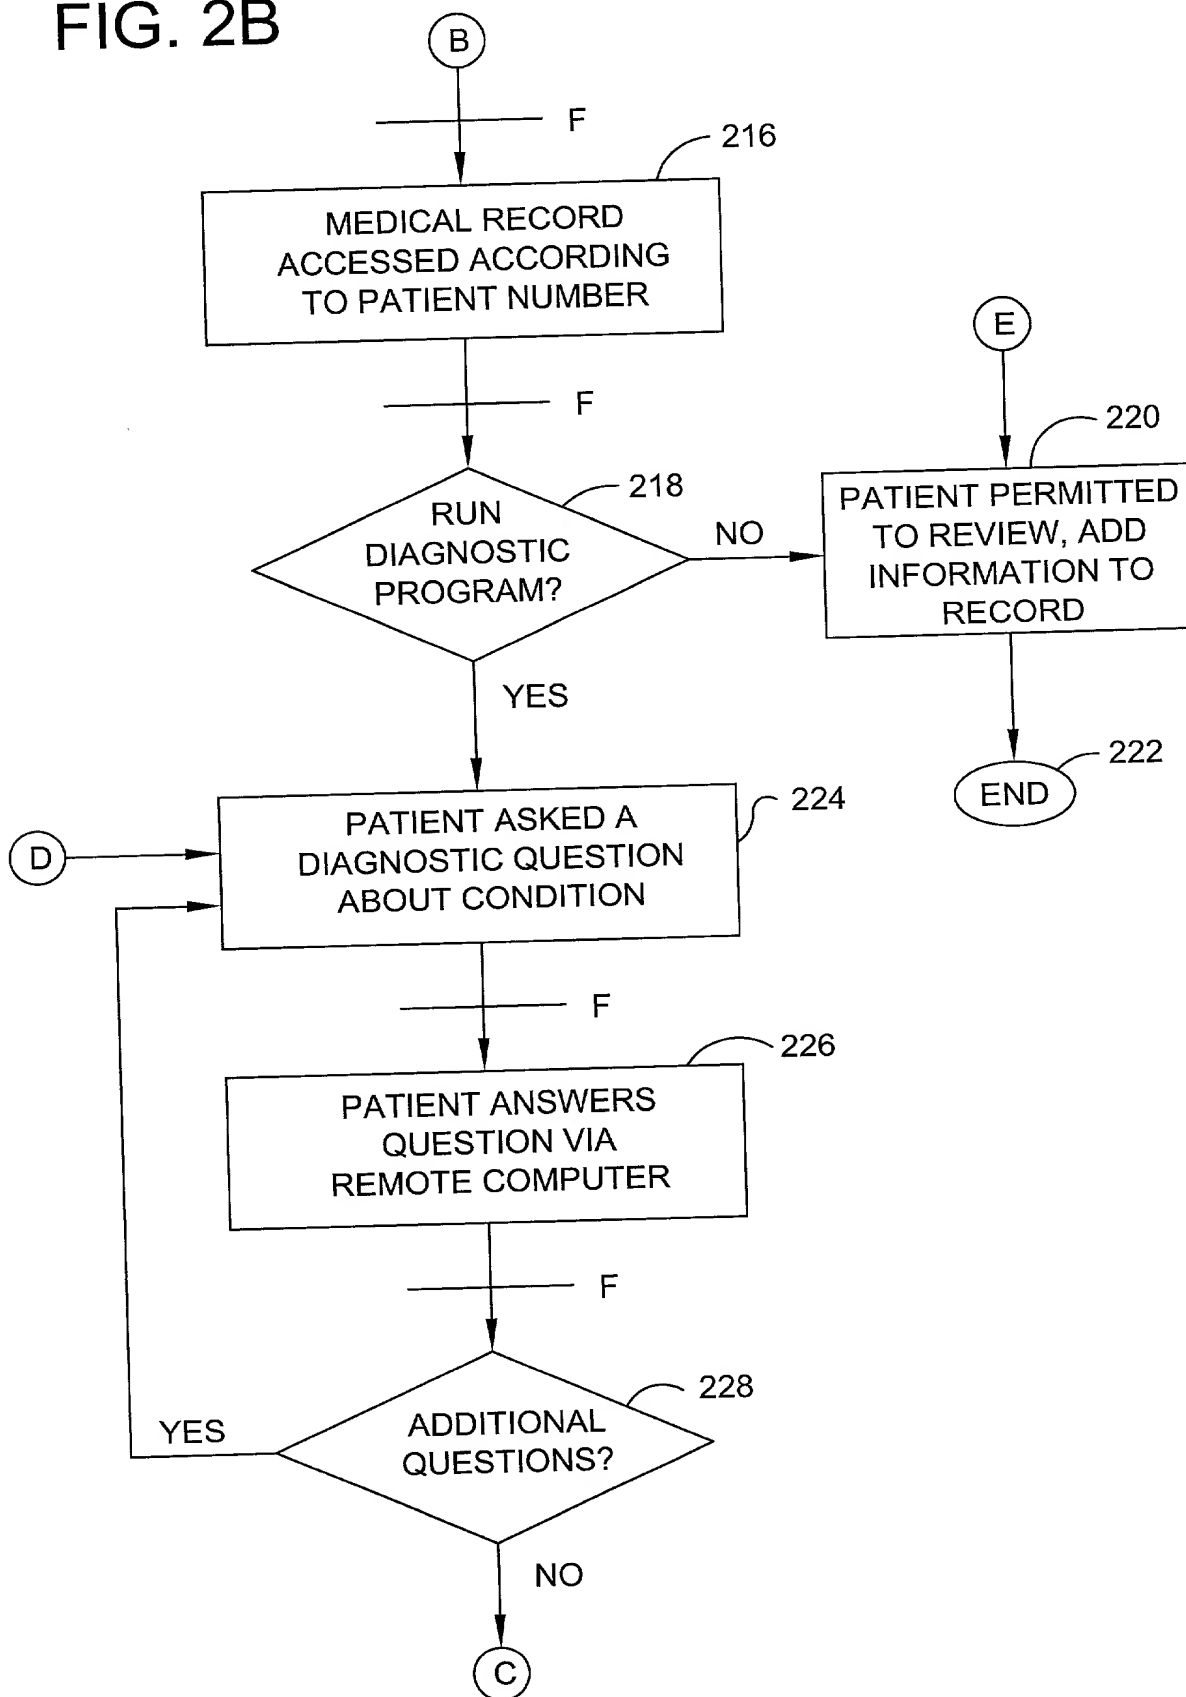 FIG. 2B
B
F
216
MEDICAL RECORD
ACCESSED ACCORDING
TO PATIENT NUMBER
F
E
218
RUN
DIAGNOSTIC
PROGRAM?
NO
220
PATIENT PERMITTED
TO REVIEW, ADD
INFORMATION TO
RECORD
YES
222
END
224
D
PATIENT ASKED A
DIAGNOSTIC QUESTION
ABOUT CONDITION
F
226
PATIENT ANSWERS
QUESTION VIA
REMOTE COMPUTER
F
228
ADDITIONAL
QUESTIONS?
YES
NO
C